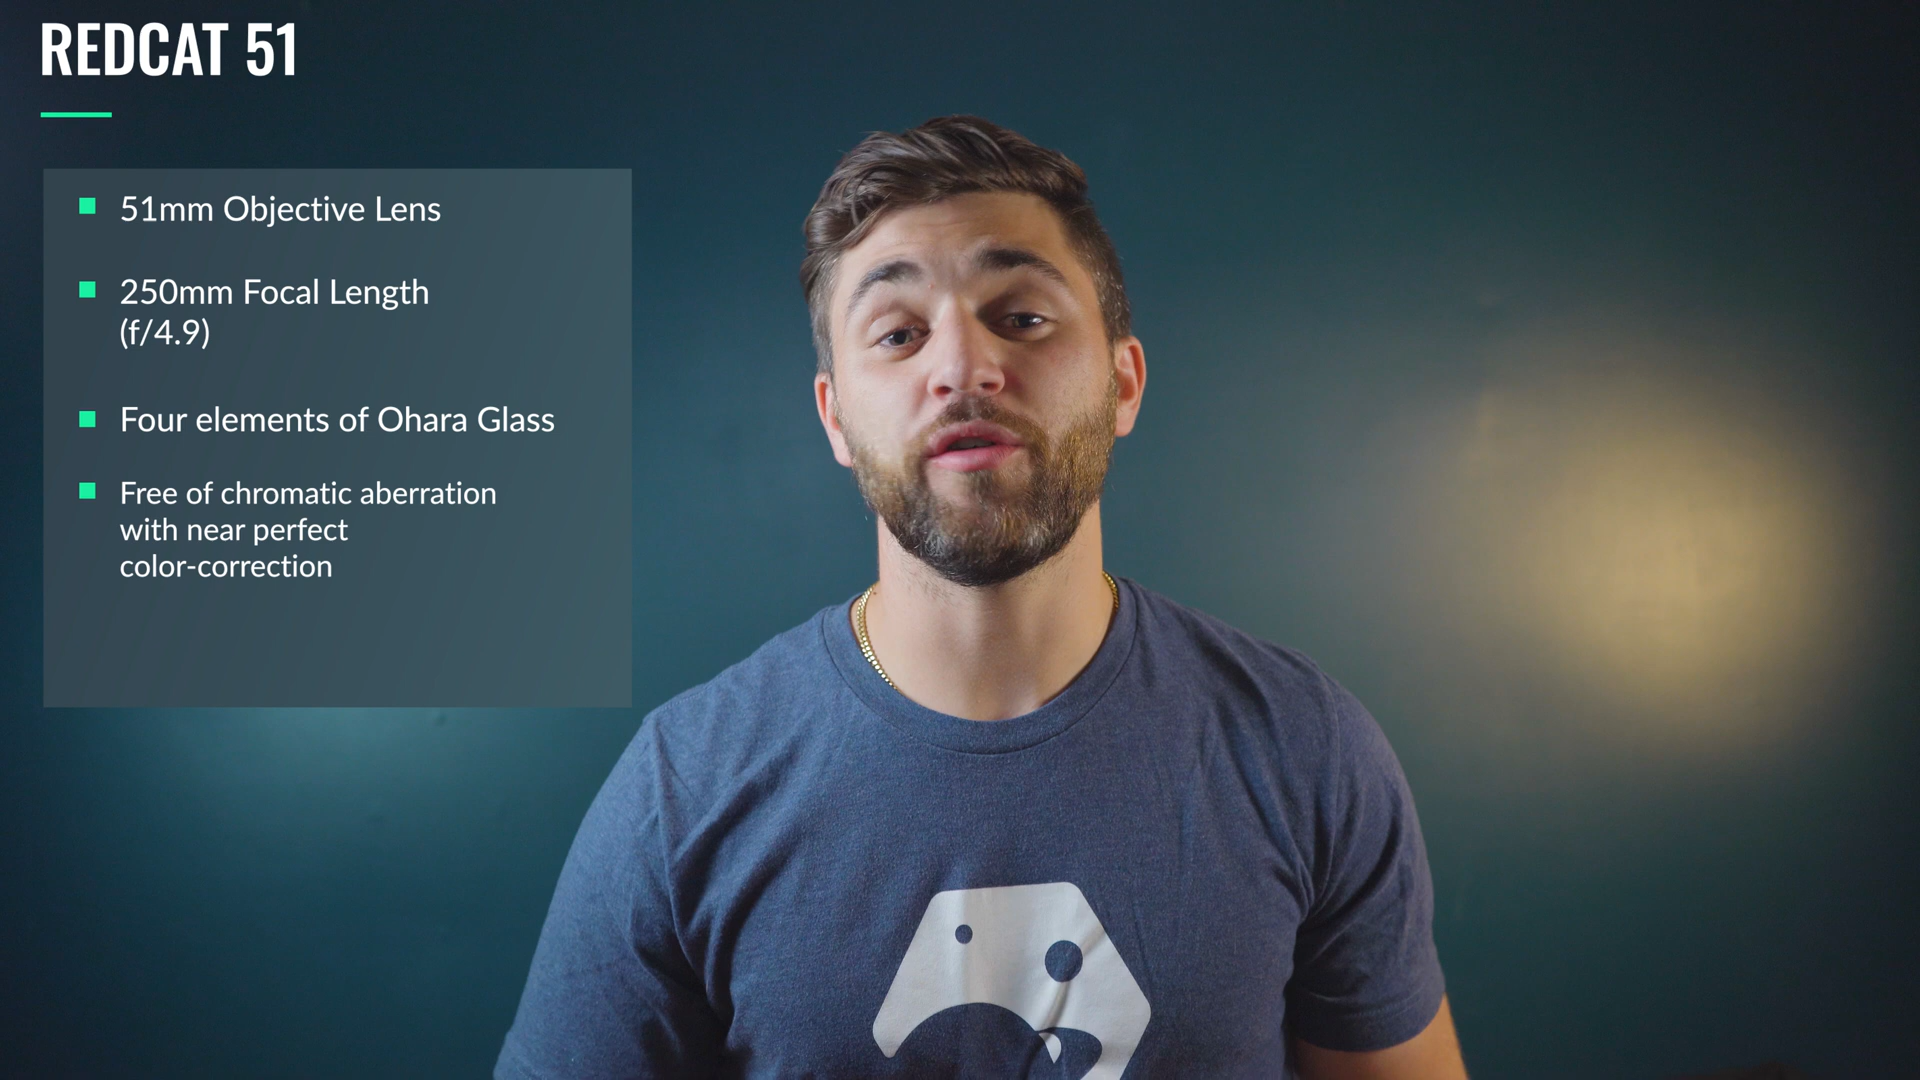 REDCAT 51
51mm Objective Lens
250mm Focal Length
(f/4.9)
Four elements of Ohara Glass
Free of chromatic aberration
with near perfect
color-correction